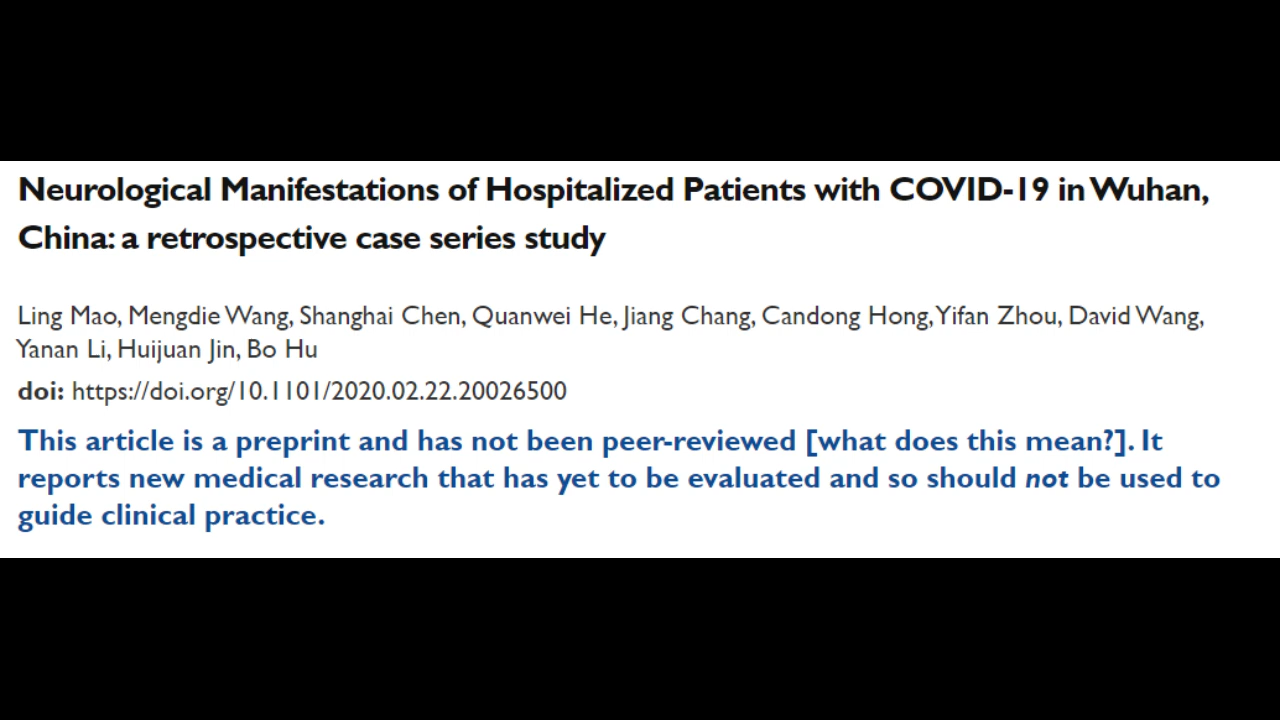 Neurological Manifestations of Hospitalized Patients with COVID-19 in Wuhan,
China: a retrospective case series study
Ling Mao, Mengdie Wang, Shanghai Chen, Quanwei He, Jiang Chang, Candong Hong, Yifan Zhou, David Wang,
Yanan Li, Huijuan Jin, Bo Hu
doi: https://doi.org/10.1101/2020.02.22.20026500
This article is a preprint and has not been peer-reviewed [what does this mean?]. It
reports new medical research that has yet to be evaluated and so should not be used to
guide clinical practice.